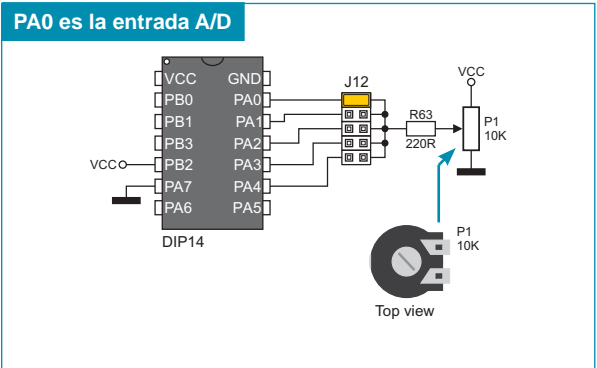 PA0 es la entrada A/D
VCC GND
PB0 PA0
PB1 PA1
PB3 PA2
VCC PB2 PA3
PA7 PA4
PA6 PA5
DIP14
J12
R63
220R
VCC
P1
10K
P1
10K
Top view